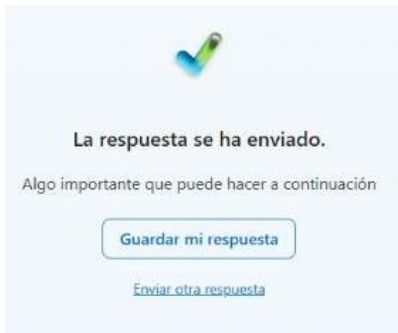 La respuesta se ha enviado.
Algo importante que puede hacer a continuación
Guardar mi respuesta
Enviar otra respuesta